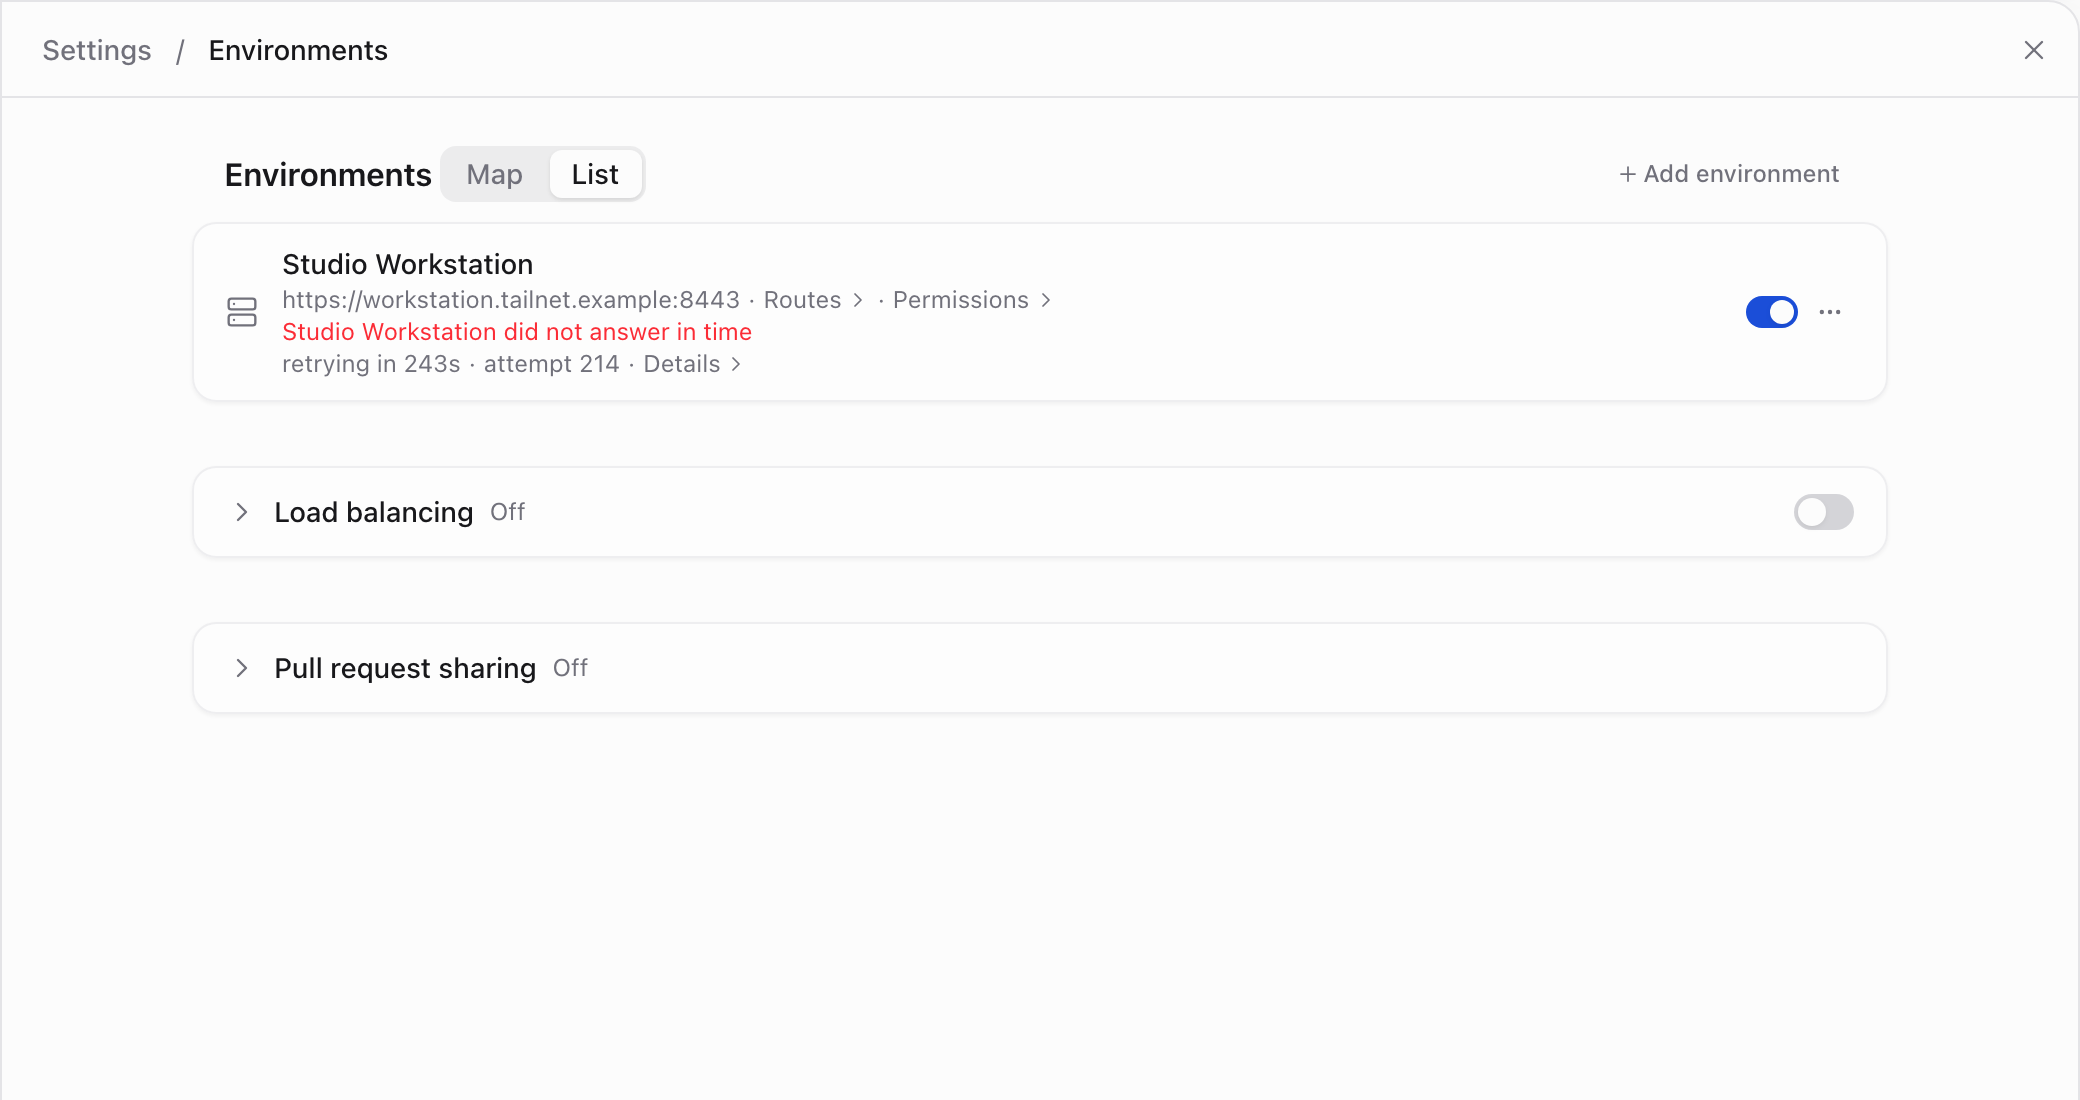 Settings / Environments
Environments Map List + Add environment
Studio Workstation
https://workstation.tailnet.example:8443 · Routes > · Permissions >
Studio Workstation did not answer in time
retrying in 243s · attempt 214 · Details >
Load balancing Off
Pull request sharing Off